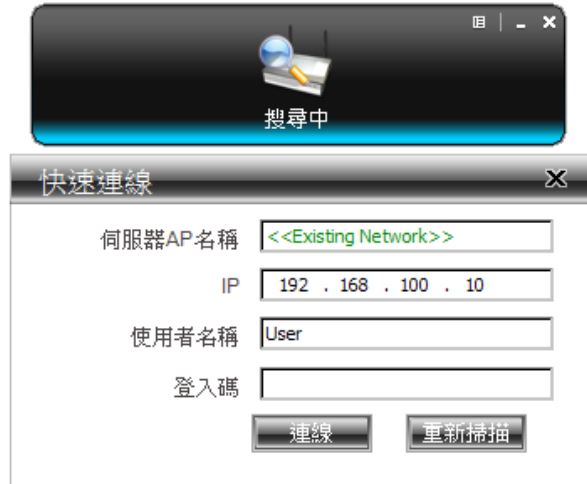 搜尋中
快速連線
伺服器AP名稱 <<Existing Network>>
IP 192 . 168 . 100 . 10
使用者名稱 User
登入碼
連線 重新掃描